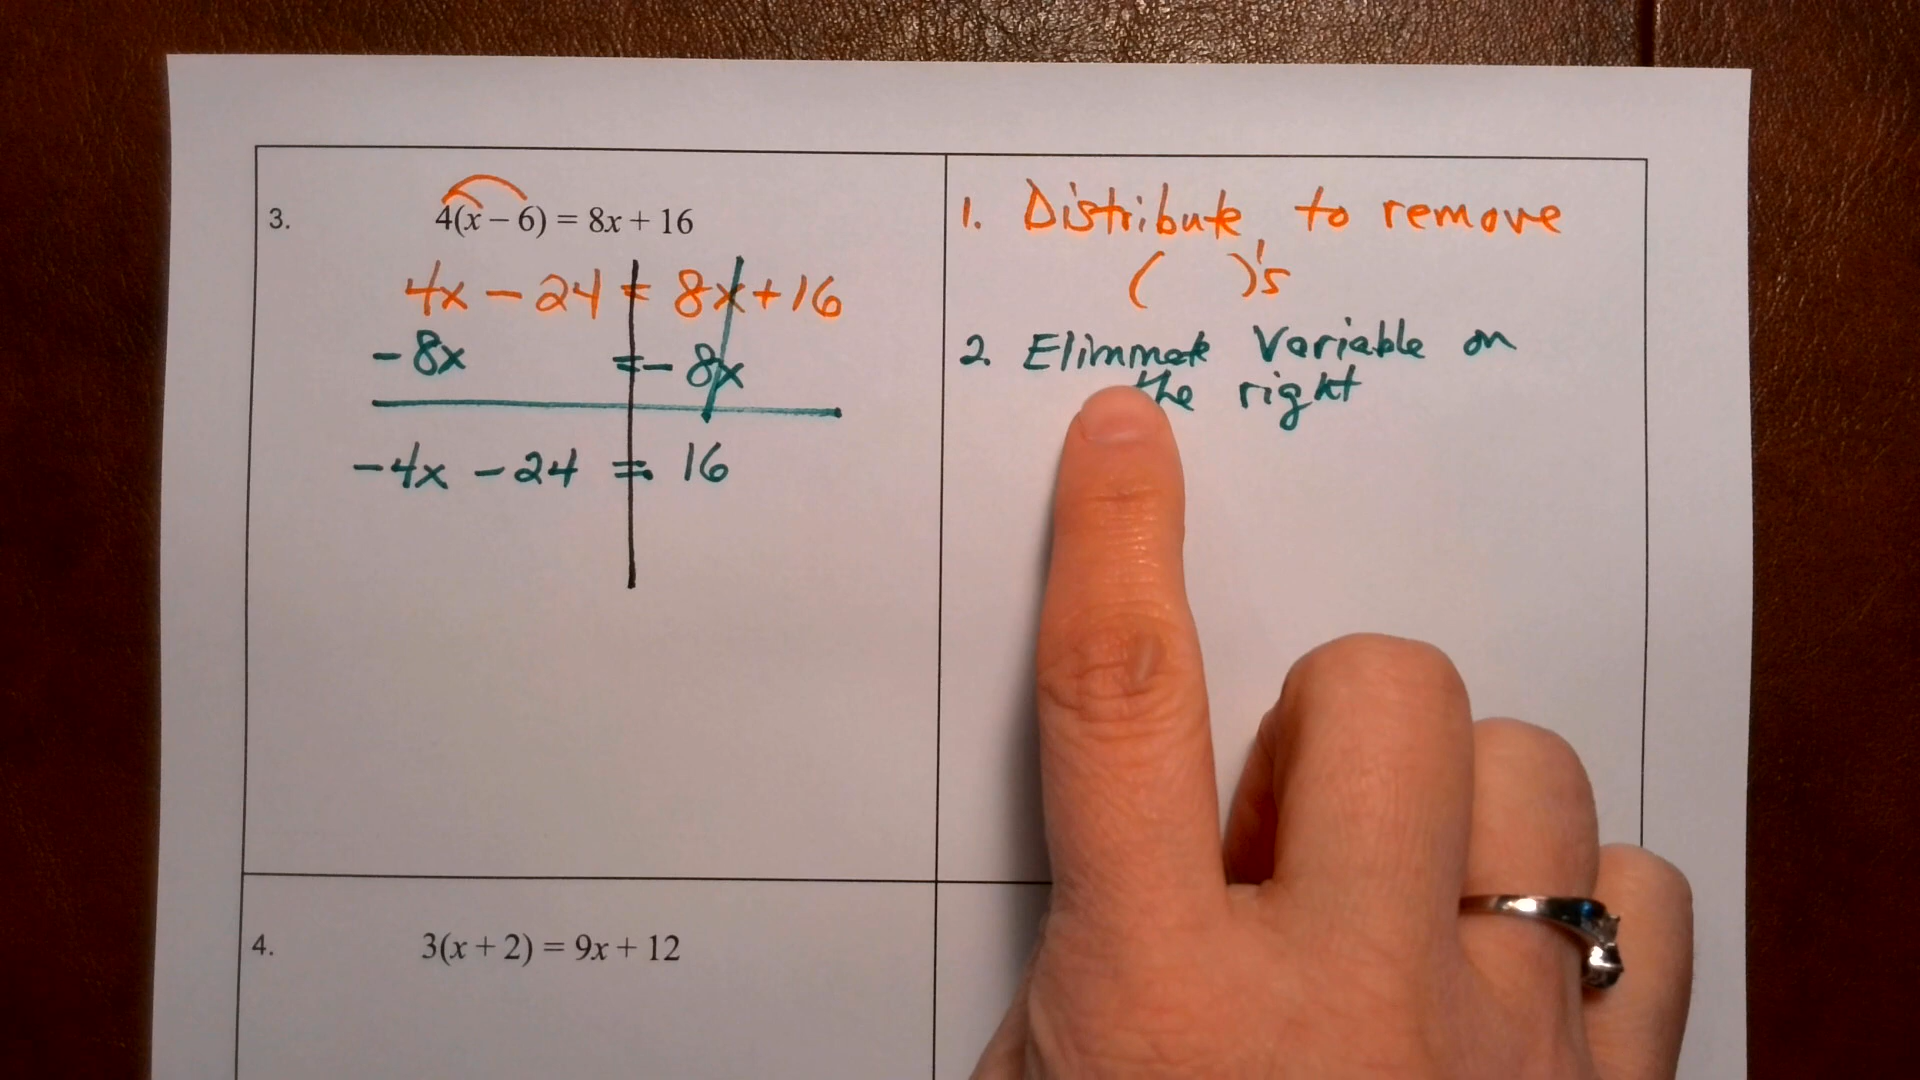 3. 4(x − 6) = 8x + 16
4x − 24 = 8x + 16
− 8x = − 8x
−4x − 24 = 16
1. Distribute to remove
( )'s
2. Eliminate Variable on
the right
4. 3(x + 2) = 9x + 12